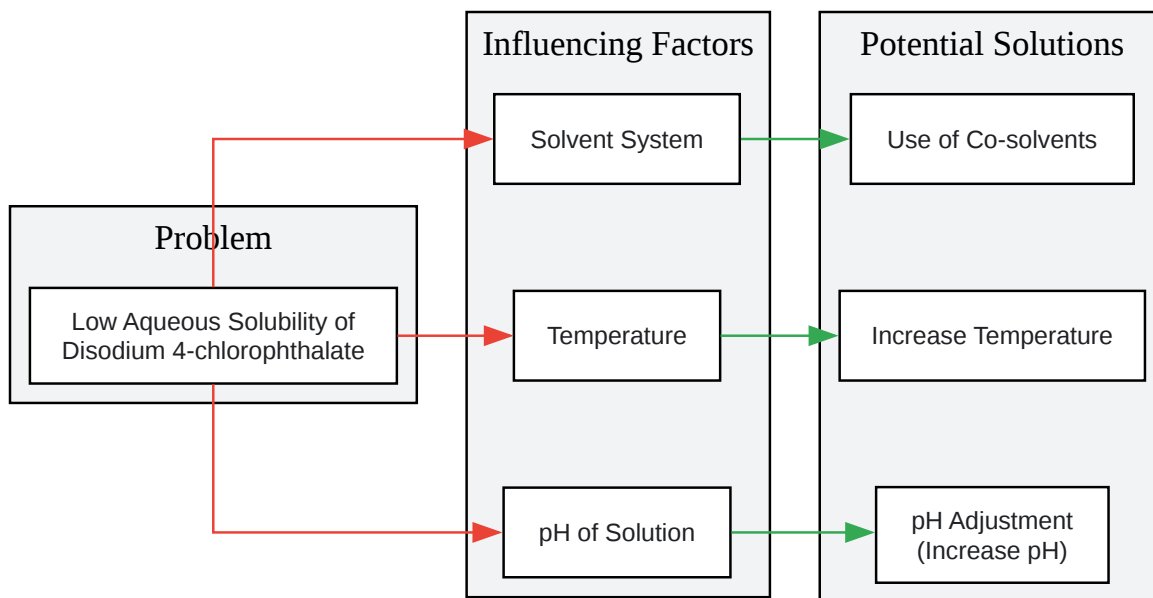 Problem
Low Aqueous Solubility of
Disodium 4-chlorophthalate
Influencing Factors
Solvent System
Temperature
pH of Solution
Potential Solutions
Use of Co-solvents
Increase Temperature
pH Adjustment
(Increase pH)